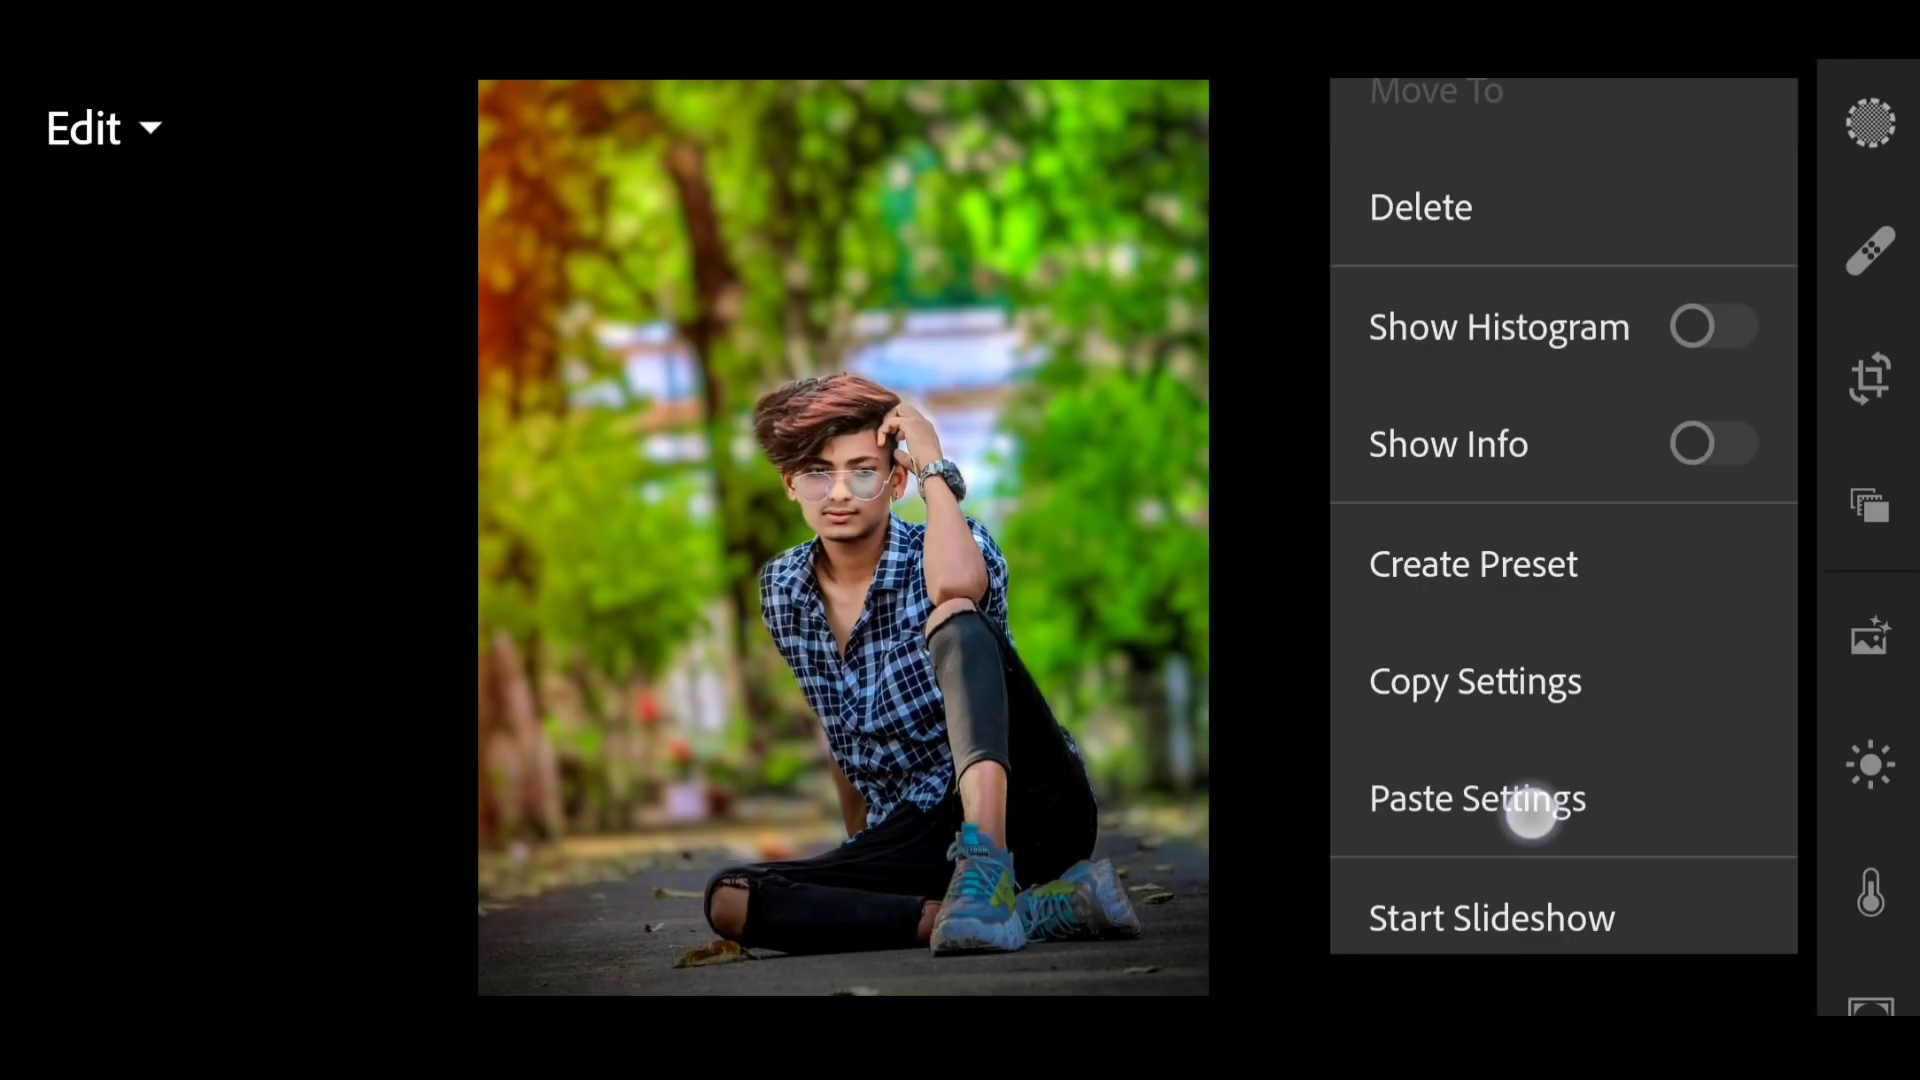 Edit
Move To
Delete
Show Histogram
Show Info
Create Preset
Copy Settings
Paste Settings
Start Slideshow